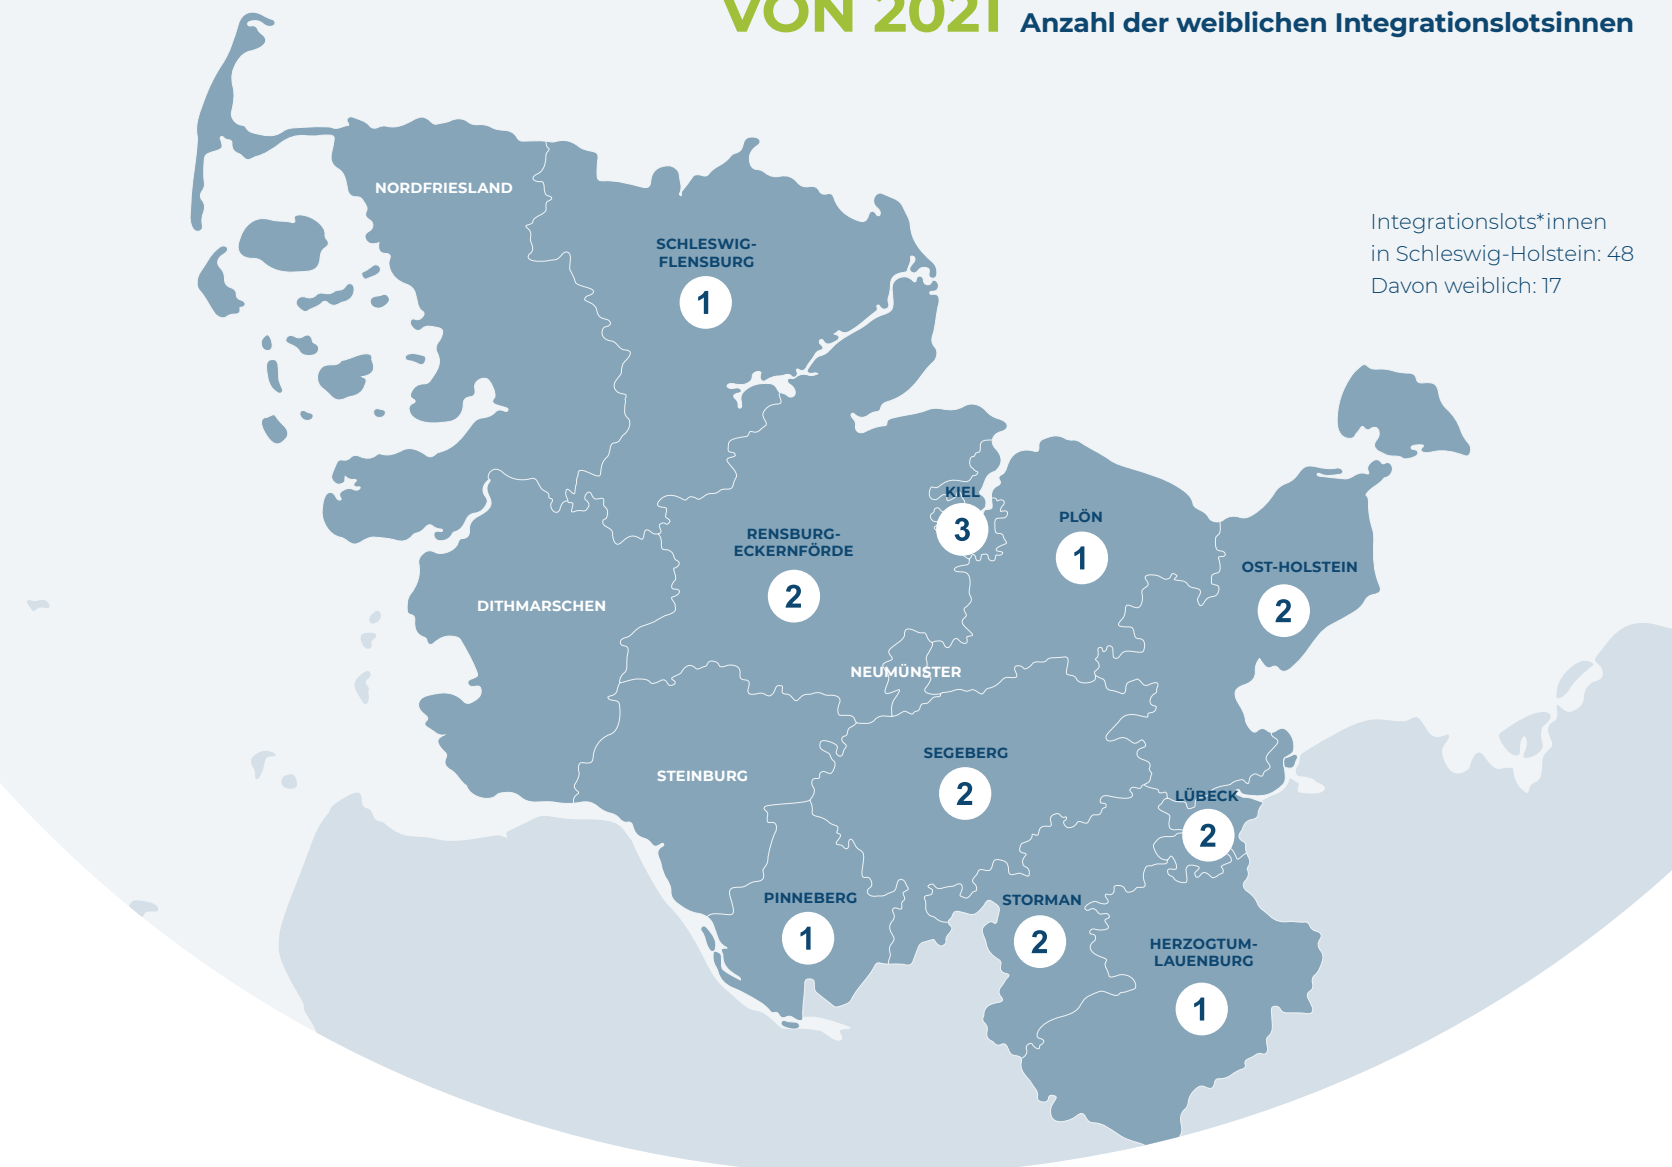 VON 2021 Anzahl der weiblichen Integrationslotsinnen
NORDFRIESLAND
SCHLESWIG-
FLENSBURG
1
Integrationslots*innen
in Schleswig-Holstein: 48
Davon weiblich: 17
KIEL
3
PLÖN
1
RENSBURG-
ECKERNFÖRDE
2
OST-HOLSTEIN
2
DITHMARSCHEN
NEUMÜNSTER
SEGEBERG
2
STEINBURG
LÜBECK
2
PINNEBERG
1
STORMAN
2
HERZOGTUM-
LAUENBURG
1